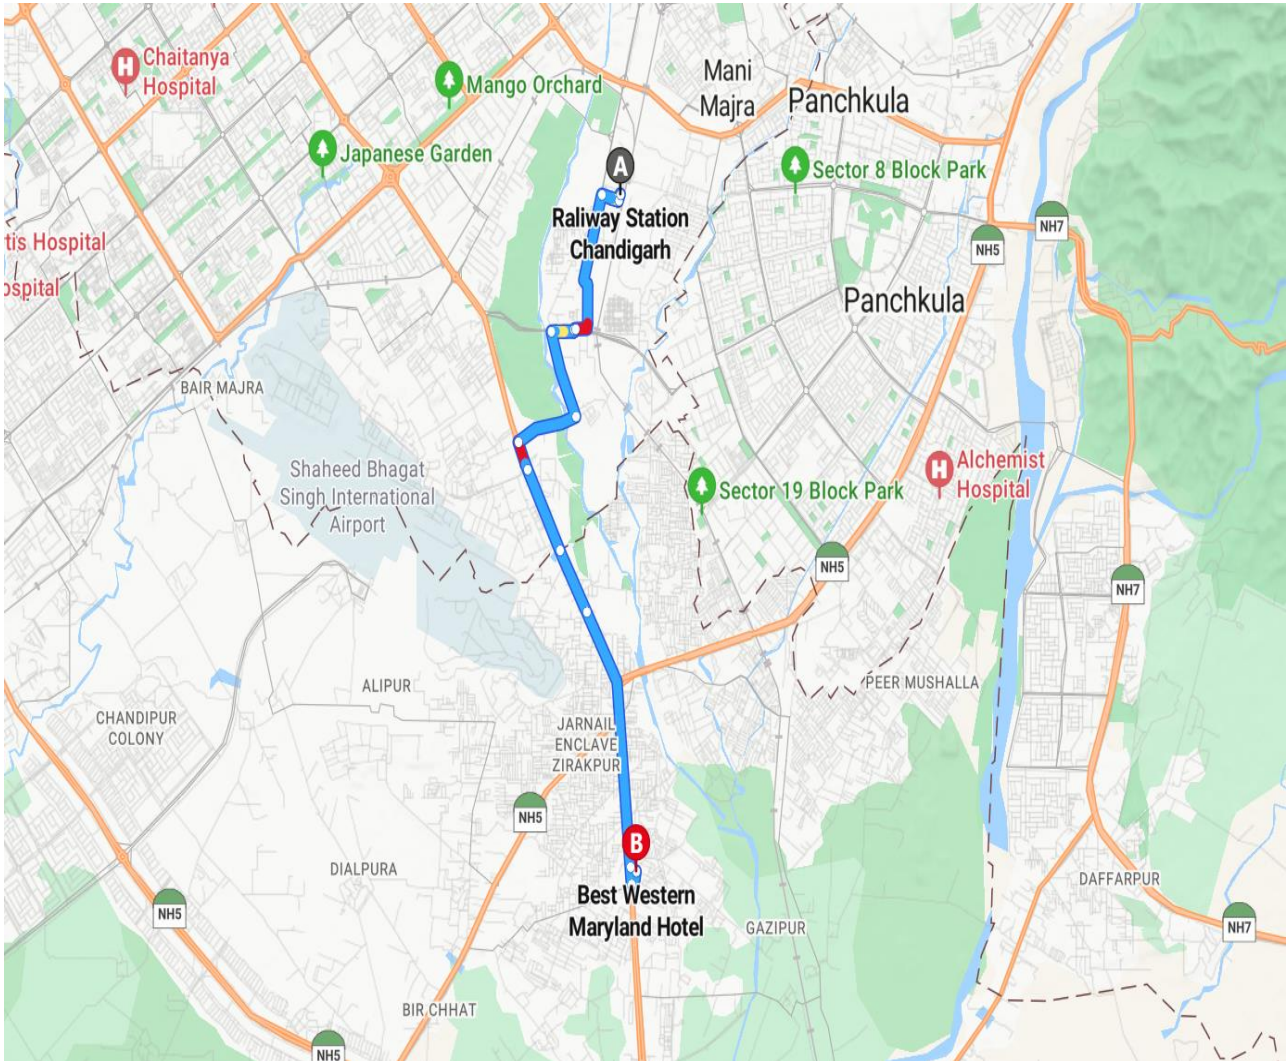 Chaitanya
Hospital
Mango Orchard
Mani
Majra
Panchkula
Japanese Garden
A
Sector 8 Block Park
Raliway Station
Chandigarh
NH7
NH5
tis Hospital
ospital
Panchkula
BAIR MAJRA
Shaheed Bhagat
Singh International
Airport
Alchemist
Hospital
Sector 19 Block Park
NH5
NH7
ALIPUR
PEER MUSHALLA
CHANDIPUR
COLONY
JARNAIL
ENCLAVE
ZIRAKPUR
NH5
B
DIALPURA
DAFFARPUR
NH5
Best Western
Maryland Hotel
GAZIPUR
NH7
BIR CHHAT
NH5
H
H